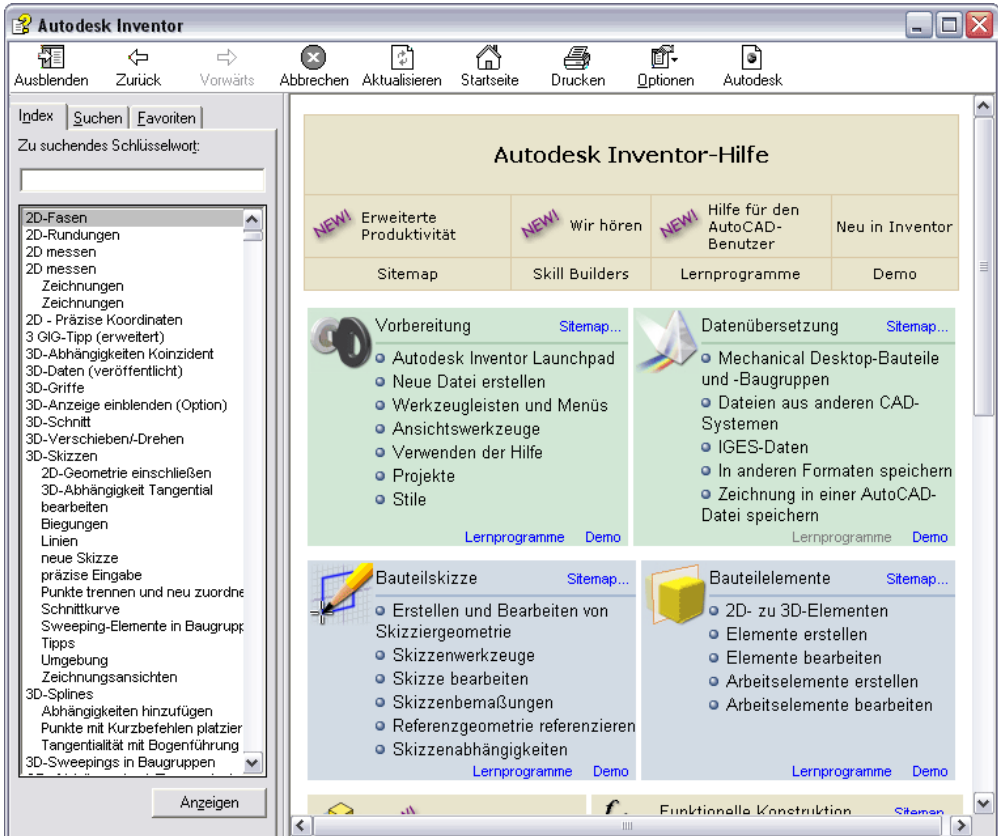 Autodesk Inventor
Ausblenden Zurück Vorwärts Abbrechen Aktualisieren Startseite Drucken Optionen Autodesk
Index Suchen Favoriten
Zu suchendes Schlüsselwort:
2D-Fasen
2D-Rundungen
2D messen
2D messen
Zeichnungen
Zeichnungen
2D - Präzise Koordinaten
3 GIG-Tipp (erweitert)
3D-Abhängigkeiten Koinzident
3D-Daten (veröffentlicht)
3D-Griffe
3D-Anzeige einblenden (Option)
3D-Schnitt
3D-Verschieben/-Drehen
3D-Skizzen
2D-Geometrie einschließen
3D-Abhängigkeit Tangential
bearbeiten
Biegungen
Linien
neue Skizze
präzise Eingabe
Punkte trennen und neu zuordne
Schnittkurve
Sweeping-Elemente in Baugrupp
Tipps
Umgebung
Zeichnungsansichten
3D-Splines
Abhängigkeiten hinzufügen
Punkte mit Kurzbefehlen platzier
Tangentialität mit Bogenführung
3D-Sweepings in Baugruppen
Anzeigen
Autodesk Inventor-Hilfe
NEW! Erweiterte Produktivität
NEW! Wir hören
NEW! Hilfe für den AutoCAD-Benutzer
Neu in Inventor
Sitemap Skill Builders Lernprogramme Demo
Vorbereitung Sitemap...
Autodesk Inventor Launchpad
Neue Datei erstellen
Werkzeugleisten und Menüs
Ansichtswerkzeuge
Verwenden der Hilfe
Projekte
Stile
Lernprogramme Demo
Datenübersetzung Sitemap...
Mechanical Desktop-Bauteile
und -Baugruppen
Dateien aus anderen CAD-
Systemen
IGES-Daten
In anderen Formaten speichern
Zeichnung in einer AutoCAD-
Datei speichern
Lernprogramme Demo
Bauteilskizze Sitemap...
Erstellen und Bearbeiten von
Skizziergeometrie
Skizzenwerkzeuge
Skizze bearbeiten
Skizzenbemaßungen
Referenzgeometrie referenzieren
Skizzenabhängigkeiten
Lernprogramme Demo
Bauteilelemente Sitemap...
2D- zu 3D-Elementen
Elemente erstellen
Elemente bearbeiten
Arbeitselemente erstellen
Arbeitselemente bearbeiten
Lernprogramme Demo
Funktionelle Konstruktion Sitemap